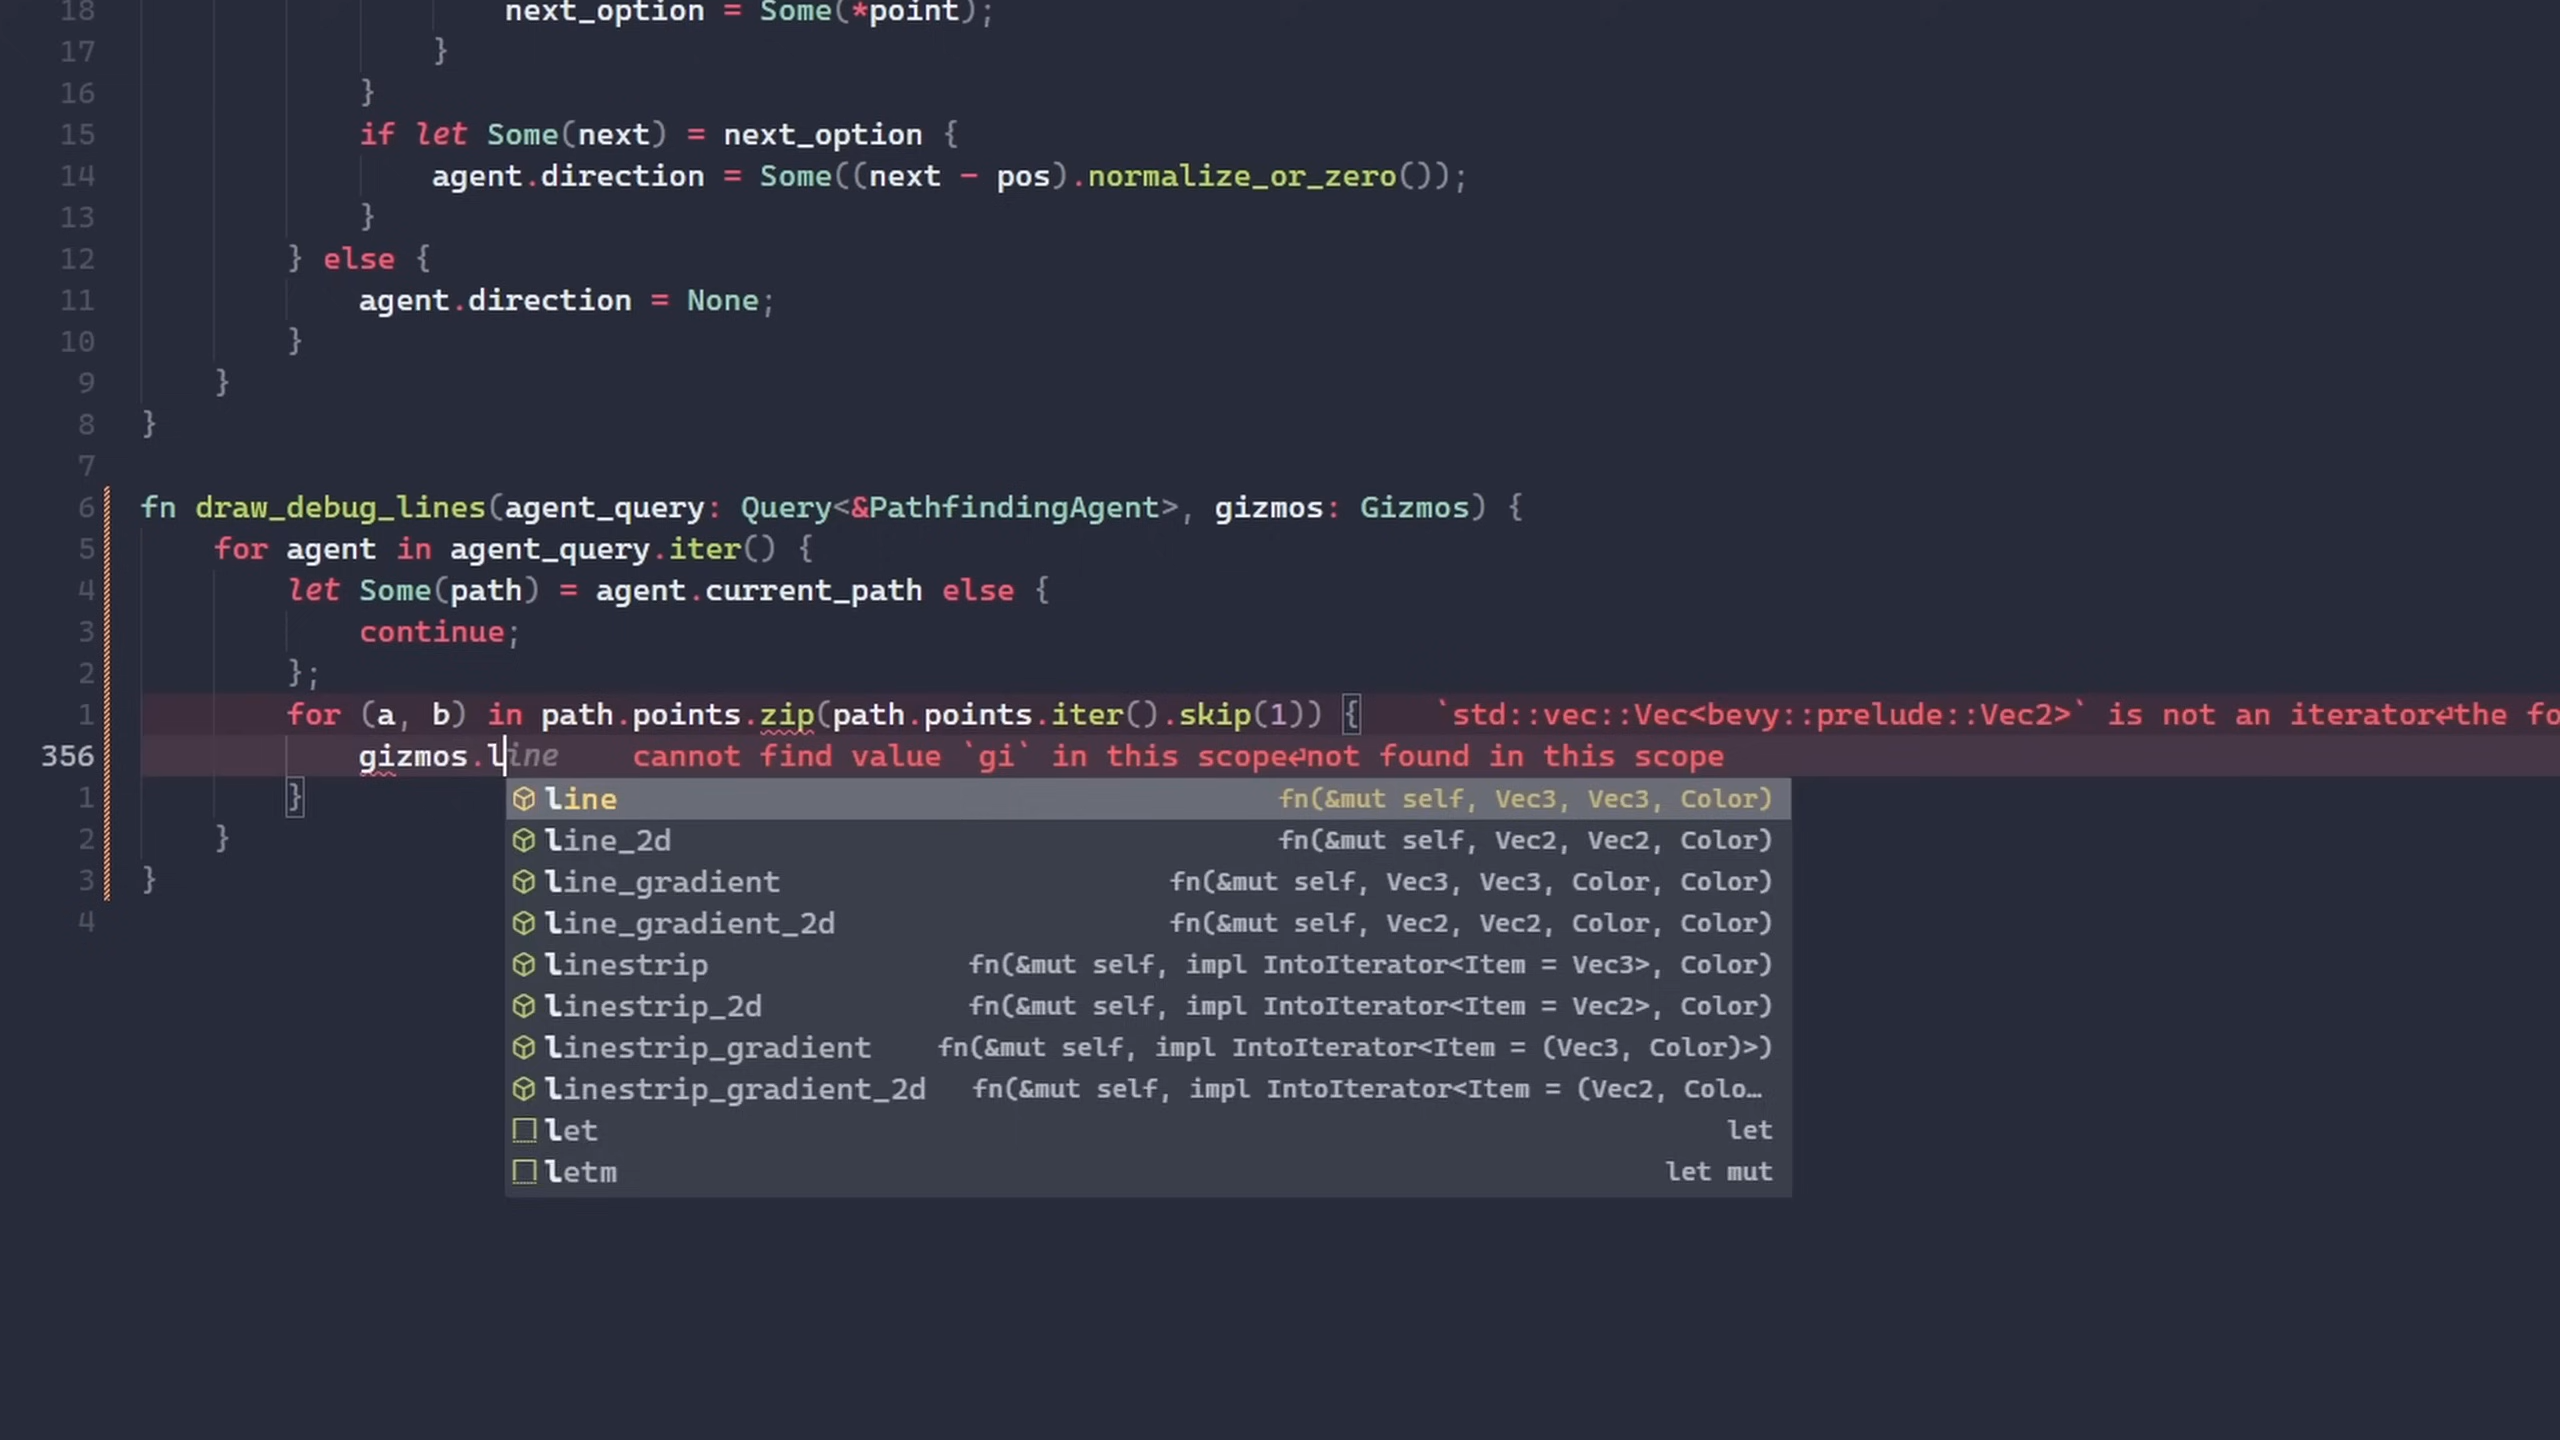 18 next_option = Some(*point);
17 }
16 }
15 if let Some(next) = next_option {
14 agent.direction = Some((next - pos).normalize_or_zero());
13 }
12 } else {
11 agent.direction = None;
10 }
9 }
8 }
7
6 fn draw_debug_lines(agent_query: Query<&PathfindingAgent>, gizmos: Gizmos) {
5 for agent in agent_query.iter() {
4 let Some(path) = agent.current_path else {
3 continue;
2 };
1 for (a, b) in path.points.zip(path.points.iter().skip(1)) { `std::vec::Vec<bevy::prelude::Vec2>` is not an iterator↵the fo
356 gizmos.line cannot find value `gi` in this scope↵not found in this scope
1 }
line fn(&mut self, Vec3, Vec3, Color)
2 }
line_2d fn(&mut self, Vec2, Vec2, Color)
3 }
line_gradient fn(&mut self, Vec3, Vec3, Color, Color)
4
line_gradient_2d fn(&mut self, Vec2, Vec2, Color, Color)
linestrip fn(&mut self, impl IntoIterator<Item = Vec3>, Color)
linestrip_2d fn(&mut self, impl IntoIterator<Item = Vec2>, Color)
linestrip_gradient fn(&mut self, impl IntoIterator<Item = (Vec3, Color)>)
linestrip_gradient_2d fn(&mut self, impl IntoIterator<Item = (Vec2, Colo…
let let
letm let mut